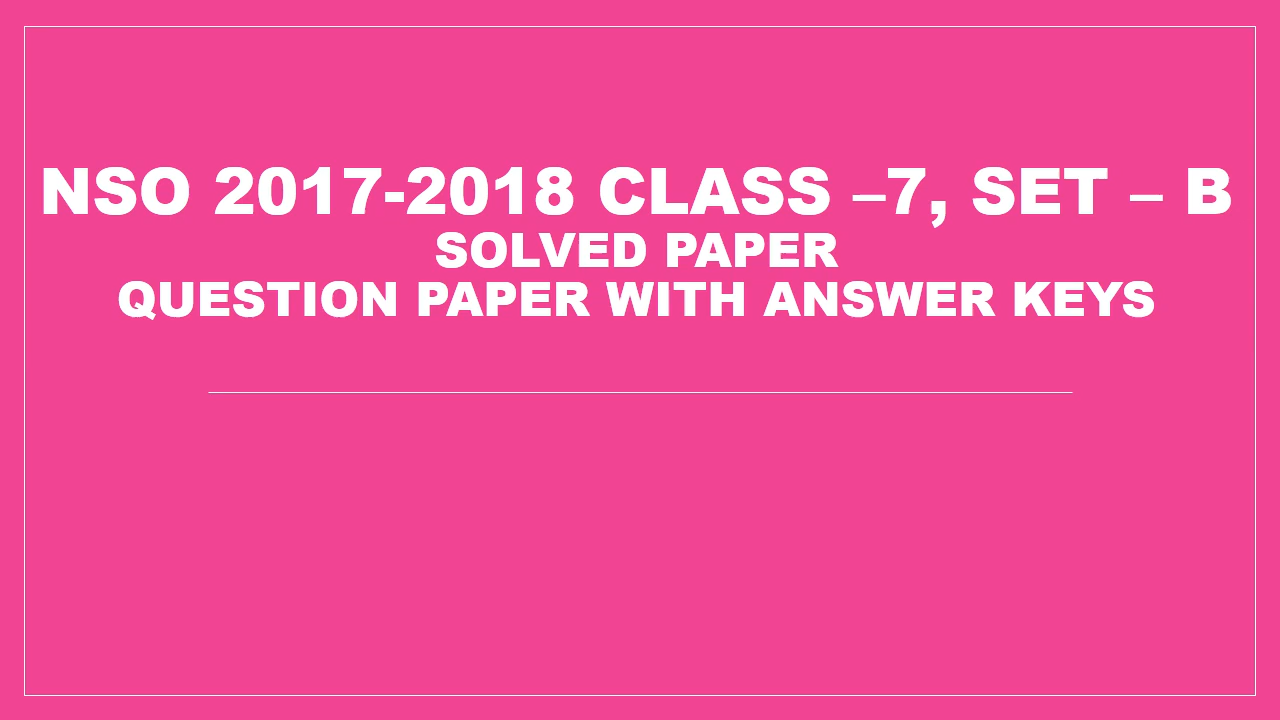 NSO 2017-2018 CLASS –7, SET – B
SOLVED PAPER
QUESTION PAPER WITH ANSWER KEYS